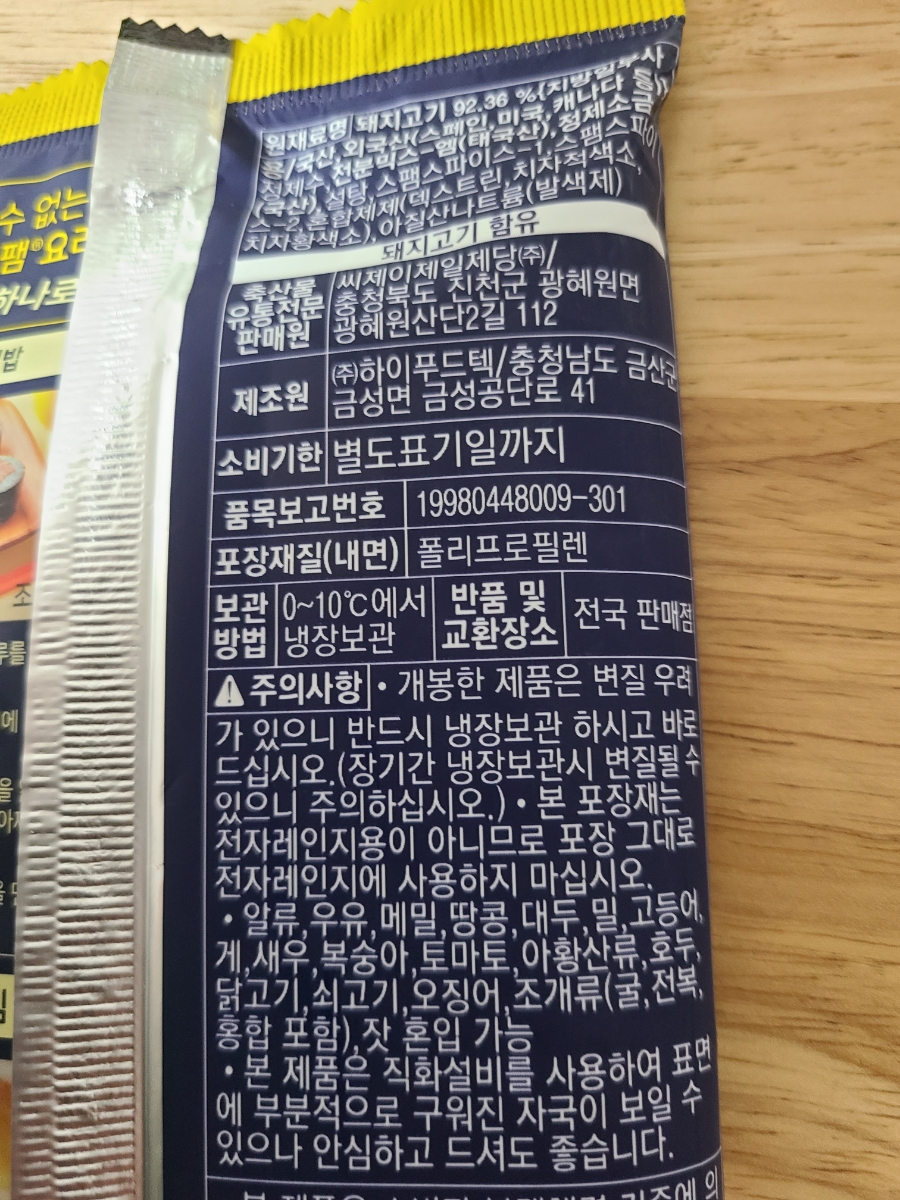 원재료명 돼지고기 92.36 %{지방일부사
용/국산, 외국산(스페인, 미국, 캐나다 등)},
정제수, 전분믹스-엘(태국산), 정제소금
(국산), 설탕, 스팸스파이스-1, 스팸스파이
스-2, 혼합제제(덱스트린, 치자적색소,
치자황색소), 아질산나트륨(발색제)
돼지고기 함유
축산물
유통전문
판매원
씨제이제일제당㈜/
충청북도 진천군 광혜원면
광혜원산단2길 112
제조원
㈜하이푸드텍/충청남도 금산군
금성면 금성공단로 41
소비기한 별도표기일까지
품목보고번호 19980448009-301
포장재질(내면) 폴리프로필렌
보관
방법
0~10℃에서
냉장보관
반품 및
교환장소
전국 판매점
주의사항 • 개봉한 제품은 변질 우려
가 있으니 반드시 냉장보관 하시고 바로
드십시오.(장기간 냉장보관시 변질될 수
있으니 주의하십시오.) • 본 포장재는
전자레인지용이 아니므로 포장 그대로
전자레인지에 사용하지 마십시오.
• 알류,우유,메밀,땅콩,대두,밀,고등어,
게,새우,복숭아,토마토,아황산류,호두,
닭고기,쇠고기,오징어,조개류(굴,전복,
홍합 포함),잣 혼입 가능
• 본 제품은 직화설비를 사용하여 표면
에 부분적으로 구워진 자국이 보일 수
있으나 안심하고 드셔도 좋습니다.
수 없는
팸®요리
하나로
밥